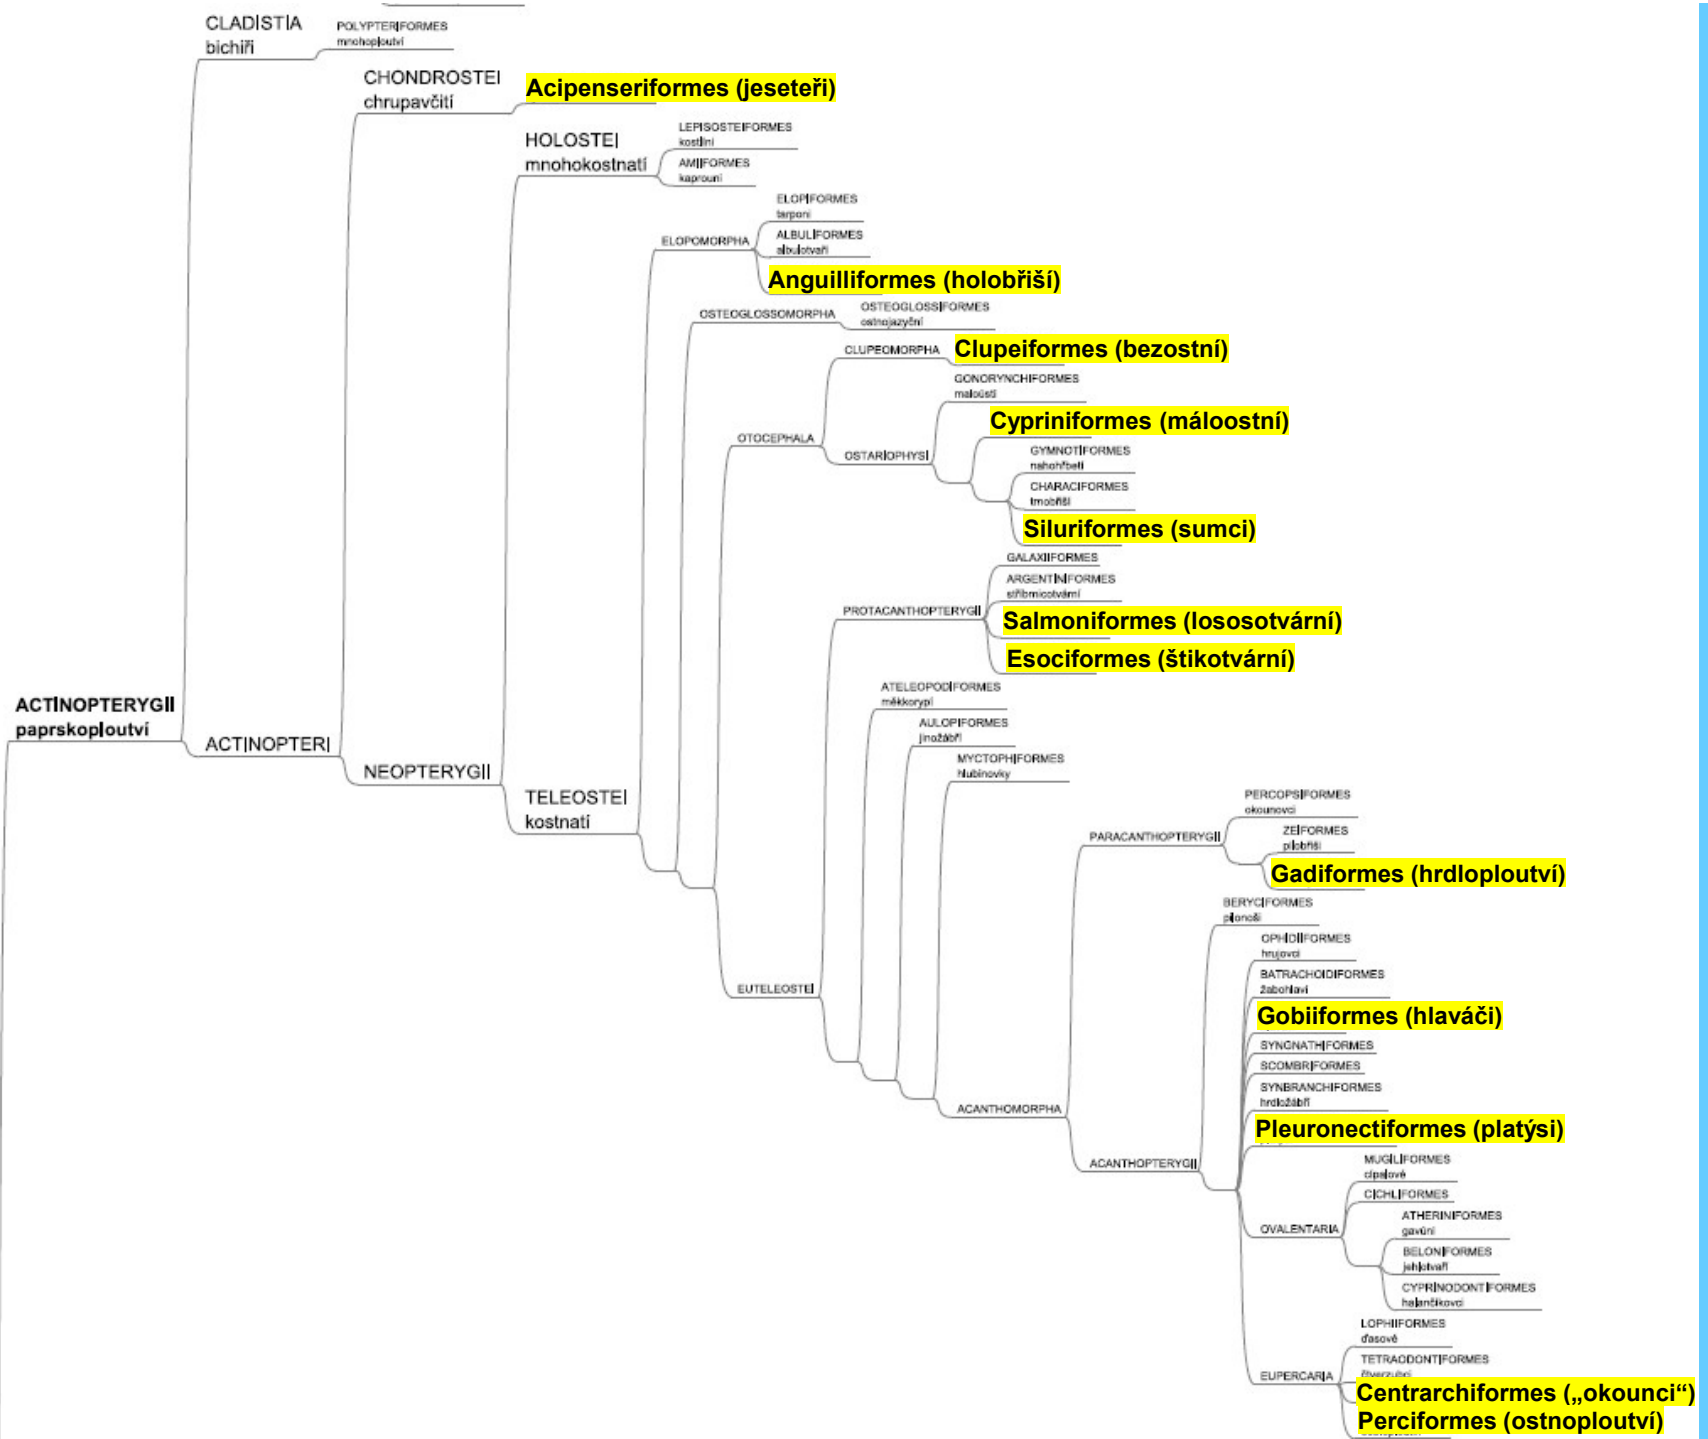 CLADISTIA
bichiři
POLYPTERIFORMES
mnohoploutví
CHONDROSTEI
chrupavčití
Acipenseriformes (jeseteři)
HOLOSTEI
mnohokostnatí
LEPISOSTEIFORMES
kostlíni
AMIIFORMES
kaprouni
ELOPOMORPHA
ELOPIFORMES
tarponi
ALBULIFORMES
albulotvaří
Anguilliformes (holobřiší)
OSTEOGLOSSOMORPHA
OSTEOGLOSSIFORMES
ostnojazyční
CLUPEOMORPHA
Clupeiformes (bezostní)
GONORYNCHIFORMES
maloústí
Cypriniformes (máloostní)
OTOCEPHALA
OSTARIOPHYSI
GYMNOTIFORMES
nahohřbetí
CHARACIFORMES
trnobřiší
Siluriformes (sumci)
GALAXIIFORMES
ARGENTINIFORMES
stříbrnicotvární
PROTACANTHOPTERYGII
Salmoniformes (lososotvární)
Esociformes (štikotvární)
ATELEOPODIFORMES
měkkorypí
AULOPIFORMES
jinožábří
MYCTOPHIFORMES
hlubinovky
ACTINOPTERYGII
paprskoploutví
ACTINOPTERI
NEOPTERYGII
TELEOSTEI
kostnatí
PERCOPSIFORMES
okounovci
PARACANTHOPTERYGII
ZEIFORMES
pilobřiší
Gadiformes (hrdloploutví)
BERYCIFORMES
pilonoši
OPHIDIIFORMES
hrujovci
BATRACHOIDIFORMES
žabohlaví
EUTELEOSTEI
Gobiiformes (hlaváči)
SYNGNATHIFORMES
SCOMBRIFORMES
SYNBRANCHIFORMES
hrdložábří
ACANTHOMORPHA
Pleuronectiformes (platýsi)
ACANTHOPTERYGII
MUGILIFORMES
cípalové
CICHLIFORMES
OVALENTARIA
ATHERINIFORMES
gavúni
BELONIFORMES
jehlotvaří
CYPRINODONTIFORMES
halančíkovci
LOPHIIFORMES
ďasové
TETRAODONTIFORMES
čtverzubci
EUPERCARIA
Centrarchiformes („okounci“)
Perciformes (ostnoploutví)